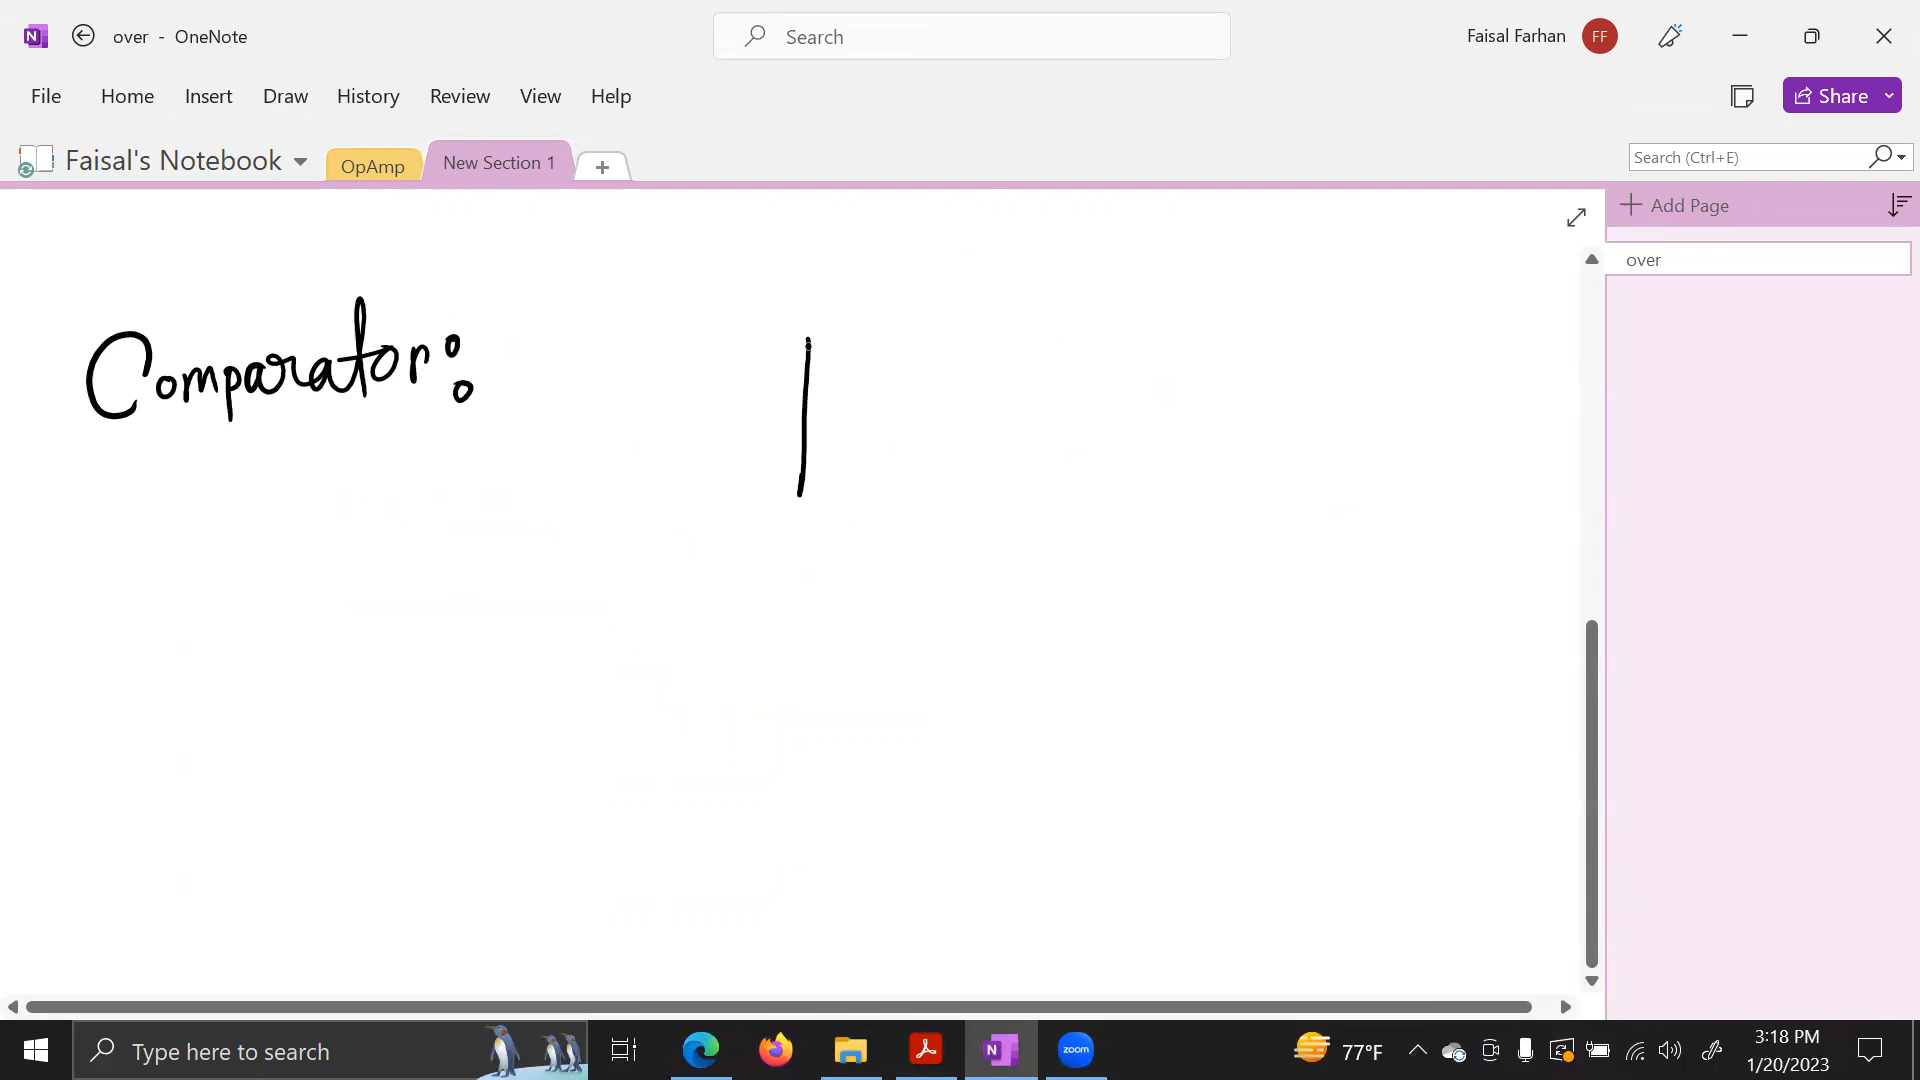 over - OneNote
Search
Faisal Farhan
FF
File Home Insert Draw History Review View Help
Share
Faisal's Notebook
OpAmp
New Section 1
Search (Ctrl+E)
Add Page
over
Comparator:
Type here to search
zoom
77°F
3:18 PM
1/20/2023